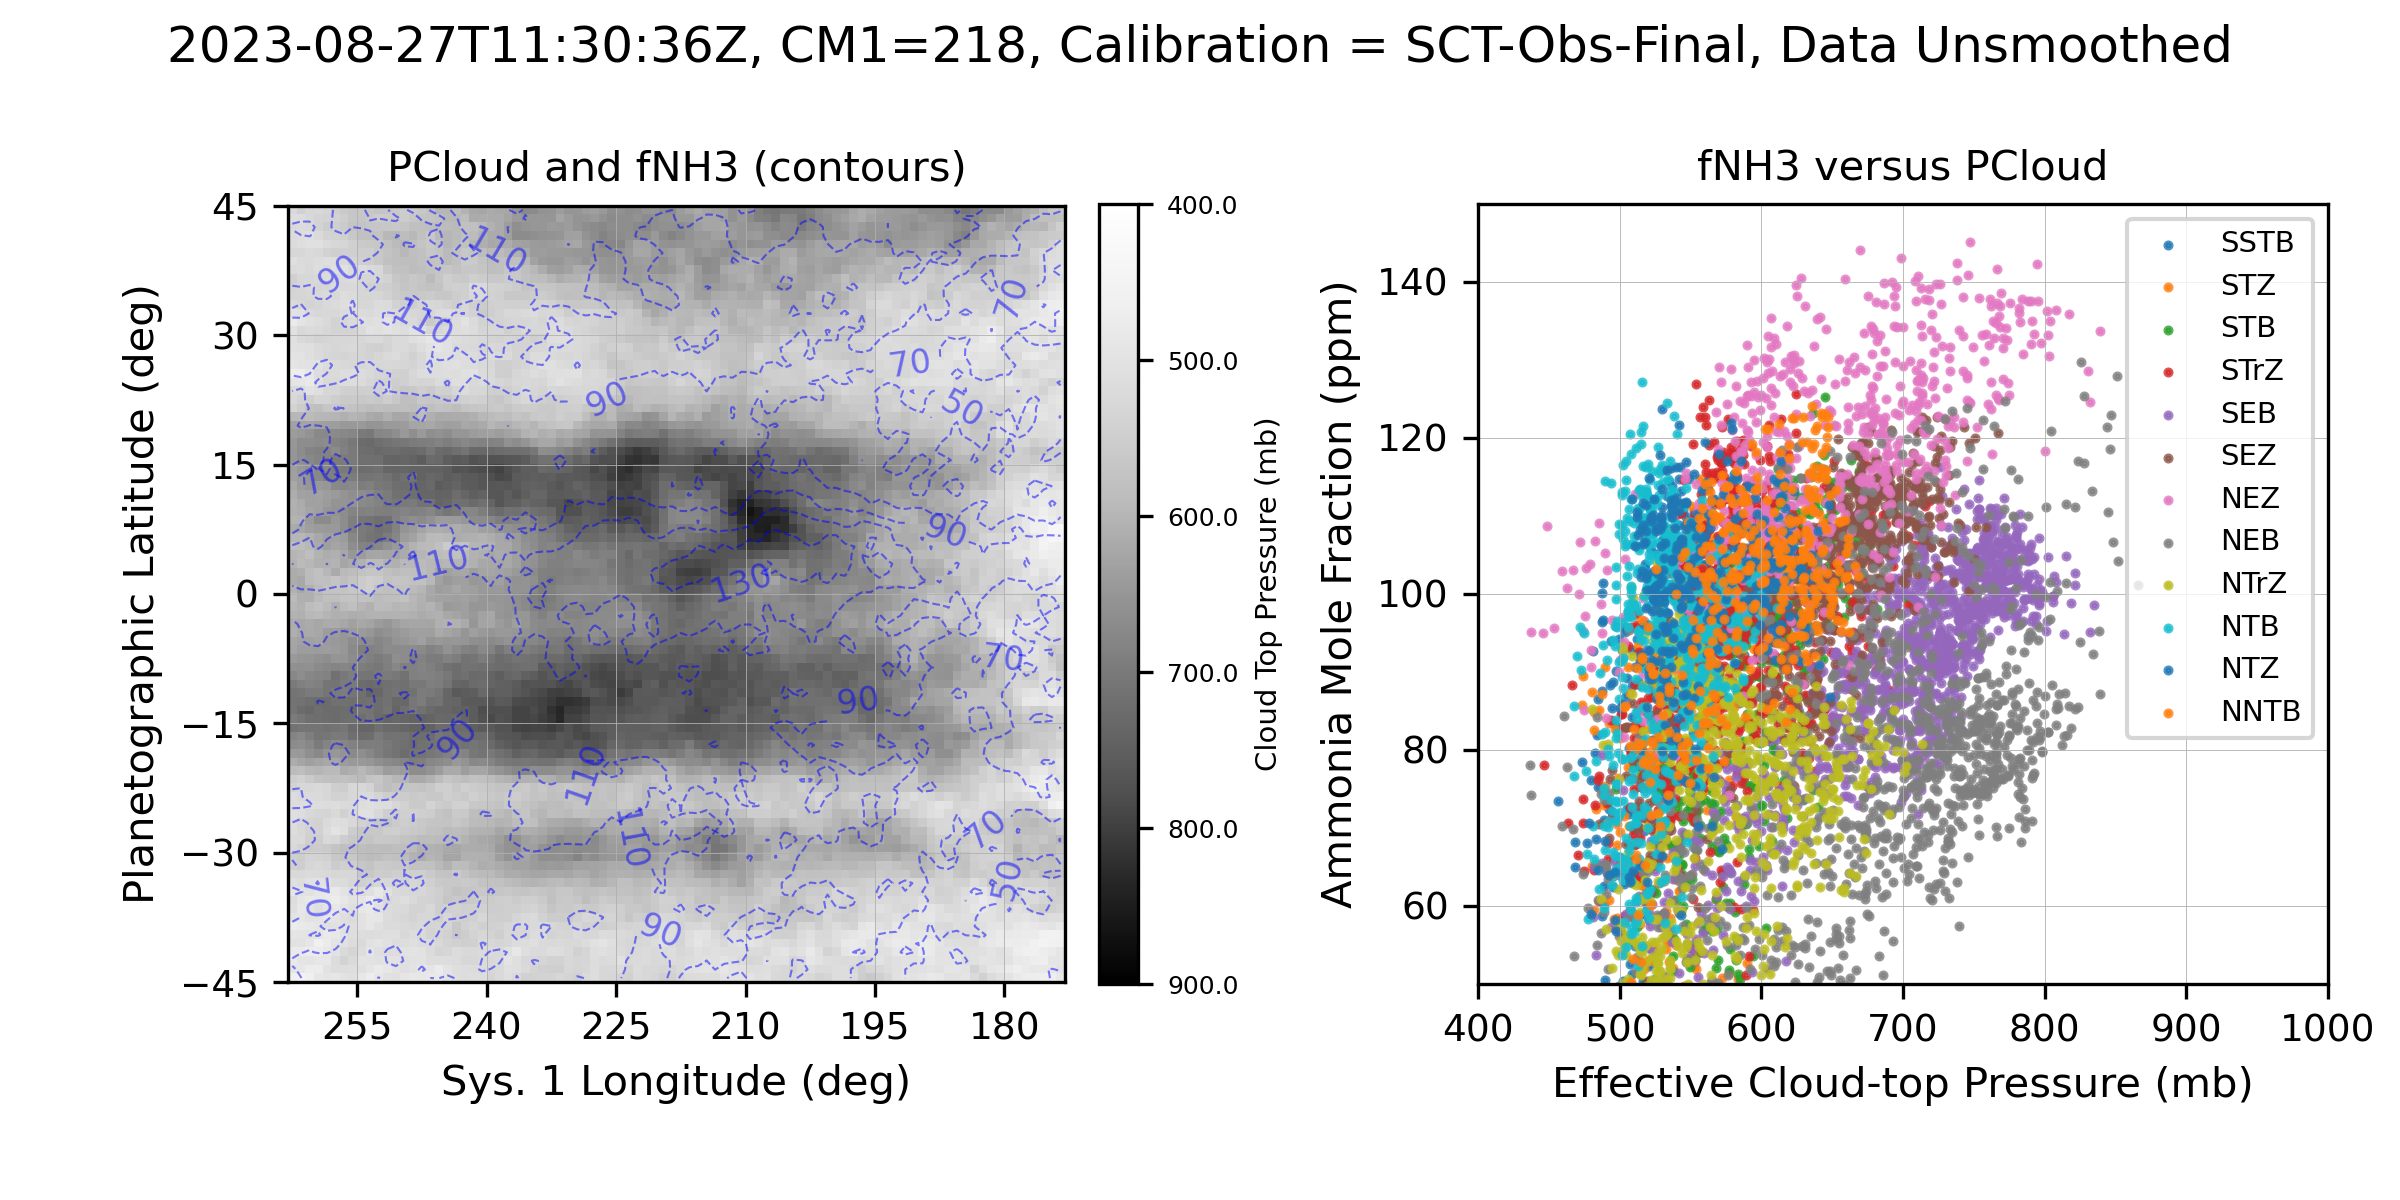 2023-08-27T11:30:36Z, CM1=218, Calibration = SCT-Obs-Final, Data Unsmoothed
PCloud and fNH3 (contours)
45
30
15
0
−15
−30
−45
Planetographic Latitude (deg)
255
240
225
210
195
180
Sys. 1 Longitude (deg)
110
90
110
70
70
90
50
70
90
110
130
70
90
90
110
110
70
70
50
90
400.0
500.0
600.0
700.0
800.0
900.0
Cloud Top Pressure (mb)
fNH3 versus PCloud
140
120
100
80
60
Ammonia Mole Fraction (ppm)
400
500
600
700
800
900
1000
Effective Cloud-top Pressure (mb)
SSTB
STZ
STB
STrZ
SEB
SEZ
NEZ
NEB
NTrZ
NTB
NTZ
NNTB